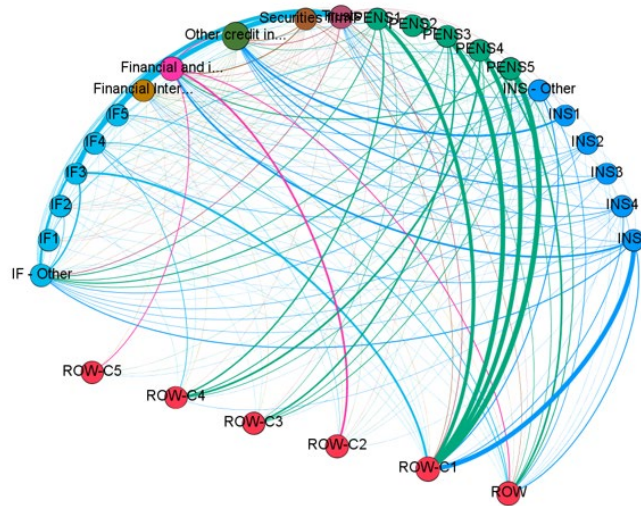 Securities firms
Trusts
PENS1
PENS2
PENS3
PENS4
PENS5
Other credit in...
Financial and i...
Financial Inter...
INS - Other
INS1
INS2
INS3
INS4
INS
IF5
IF4
IF3
IF2
IF1
IF - Other
ROW-C5
ROW-C4
ROW-C3
ROW-C2
ROW-C1
ROW